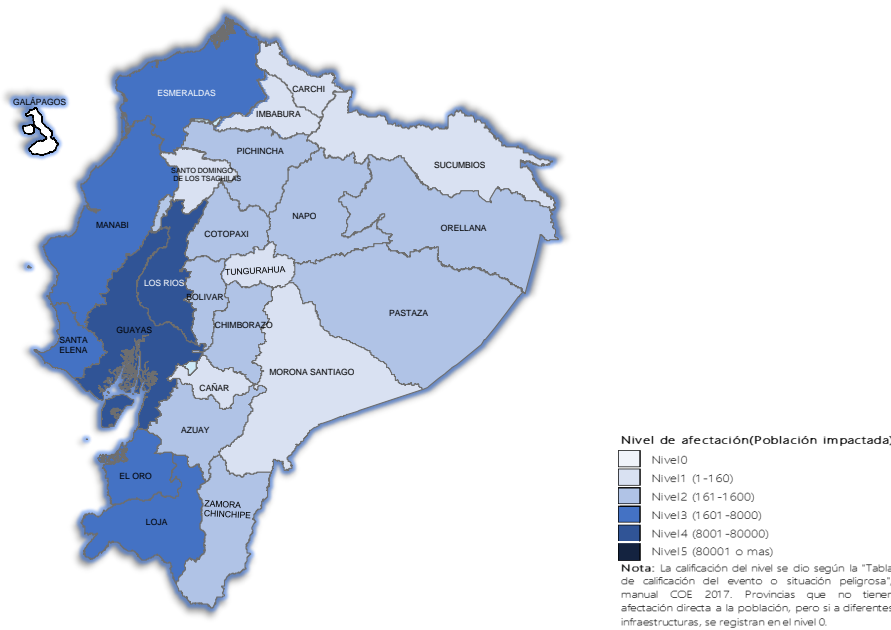 ESMERALDAS
CARCHI
GALÁPAGOS
IMBABURA
PICHINCHA
SUCUMBIOS
SANTO DOMINGO
DE LOS TSACHILAS
NAPO
MANABI
COTOPAXI
ORELLANA
TUNGURAHUA
LOS RIOS
BOLIVAR
PASTAZA
CHIMBORAZO
GUAYAS
SANTA
ELENA
MORONA SANTIAGO
CAÑAR
AZUAY
EL ORO
ZAMORA
CHINCHIPE
LOJA
Nivel de afectación(Población impactada)
Nivel0
Nivel1 (1-160)
Nivel2 (161-1600)
Nivel3 (1601-8000)
Nivel4 (8001-80000)
Nivel5 (80001 o mas)
Nota: La calificación del nivel se dio según la "Tabla
de calificación del evento o situación peligrosa",
manual COE 2017. Provincias que no tienen
afectación directa a la población, pero si a diferentes
infraestructuras, se registran en el nivel 0.